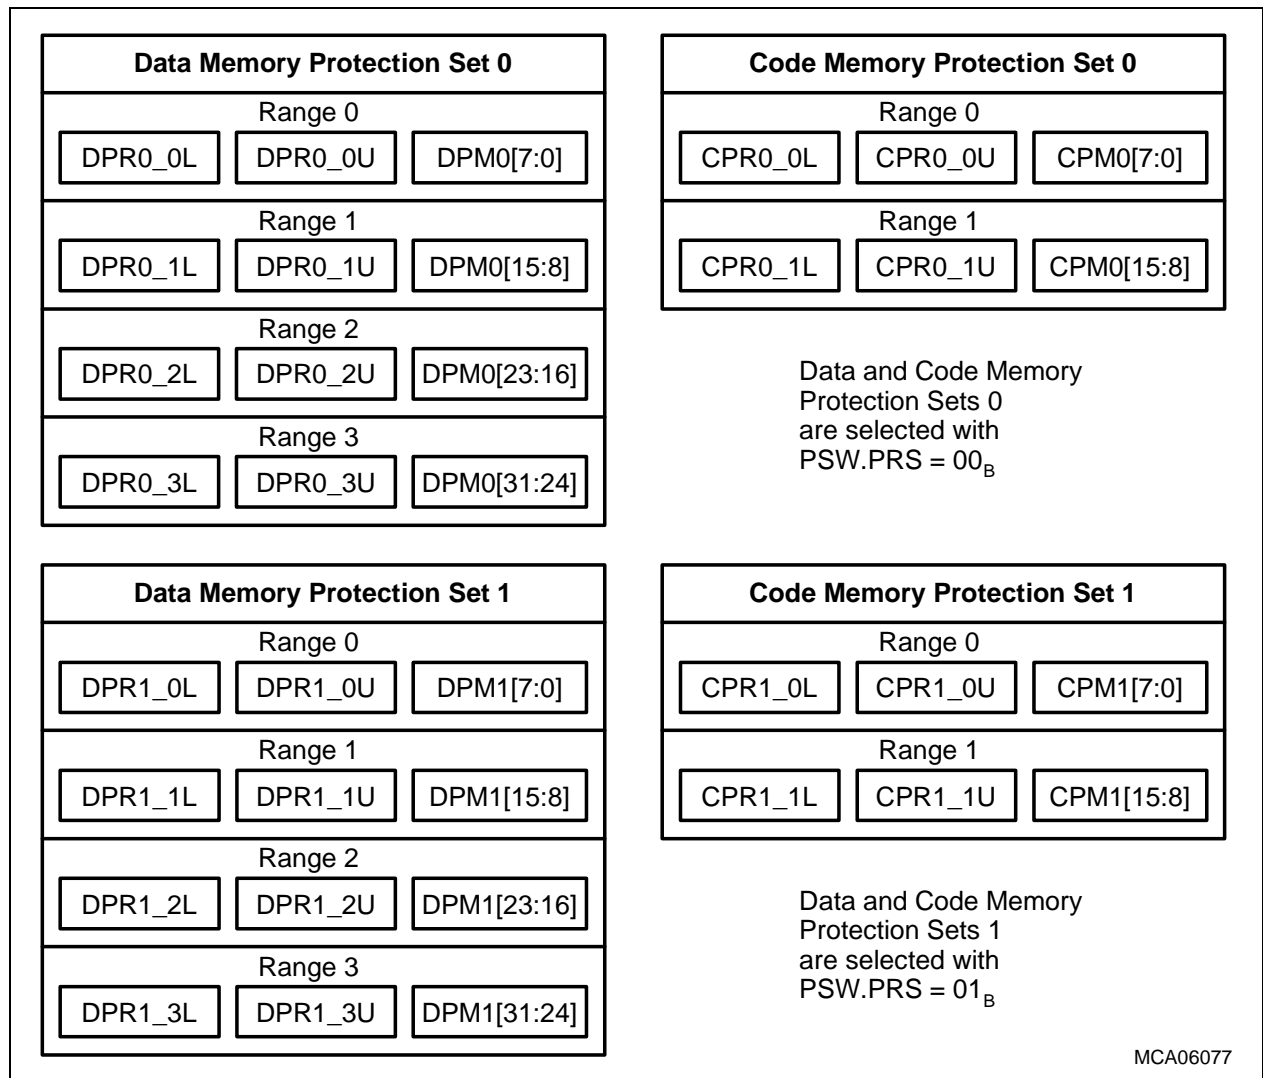 Data Memory Protection Set 0
Range 0
DPR0_0L DPR0_0U DPM0[7:0]
Range 1
DPR0_1L DPR0_1U DPM0[15:8]
Range 2
DPR0_2L DPR0_2U DPM0[23:16]
Range 3
DPR0_3L DPR0_3U DPM0[31:24]
Code Memory Protection Set 0
Range 0
CPR0_0L CPR0_0U CPM0[7:0]
Range 1
CPR0_1L CPR0_1U CPM0[15:8]
Data and Code Memory
Protection Sets 0
are selected with
PSW.PRS = 00B
Data Memory Protection Set 1
Range 0
DPR1_0L DPR1_0U DPM1[7:0]
Range 1
DPR1_1L DPR1_1U DPM1[15:8]
Range 2
DPR1_2L DPR1_2U DPM1[23:16]
Range 3
DPR1_3L DPR1_3U DPM1[31:24]
Code Memory Protection Set 1
Range 0
CPR1_0L CPR1_0U CPM1[7:0]
Range 1
CPR1_1L CPR1_1U CPM1[15:8]
Data and Code Memory
Protection Sets 1
are selected with
PSW.PRS = 01B
MCA06077